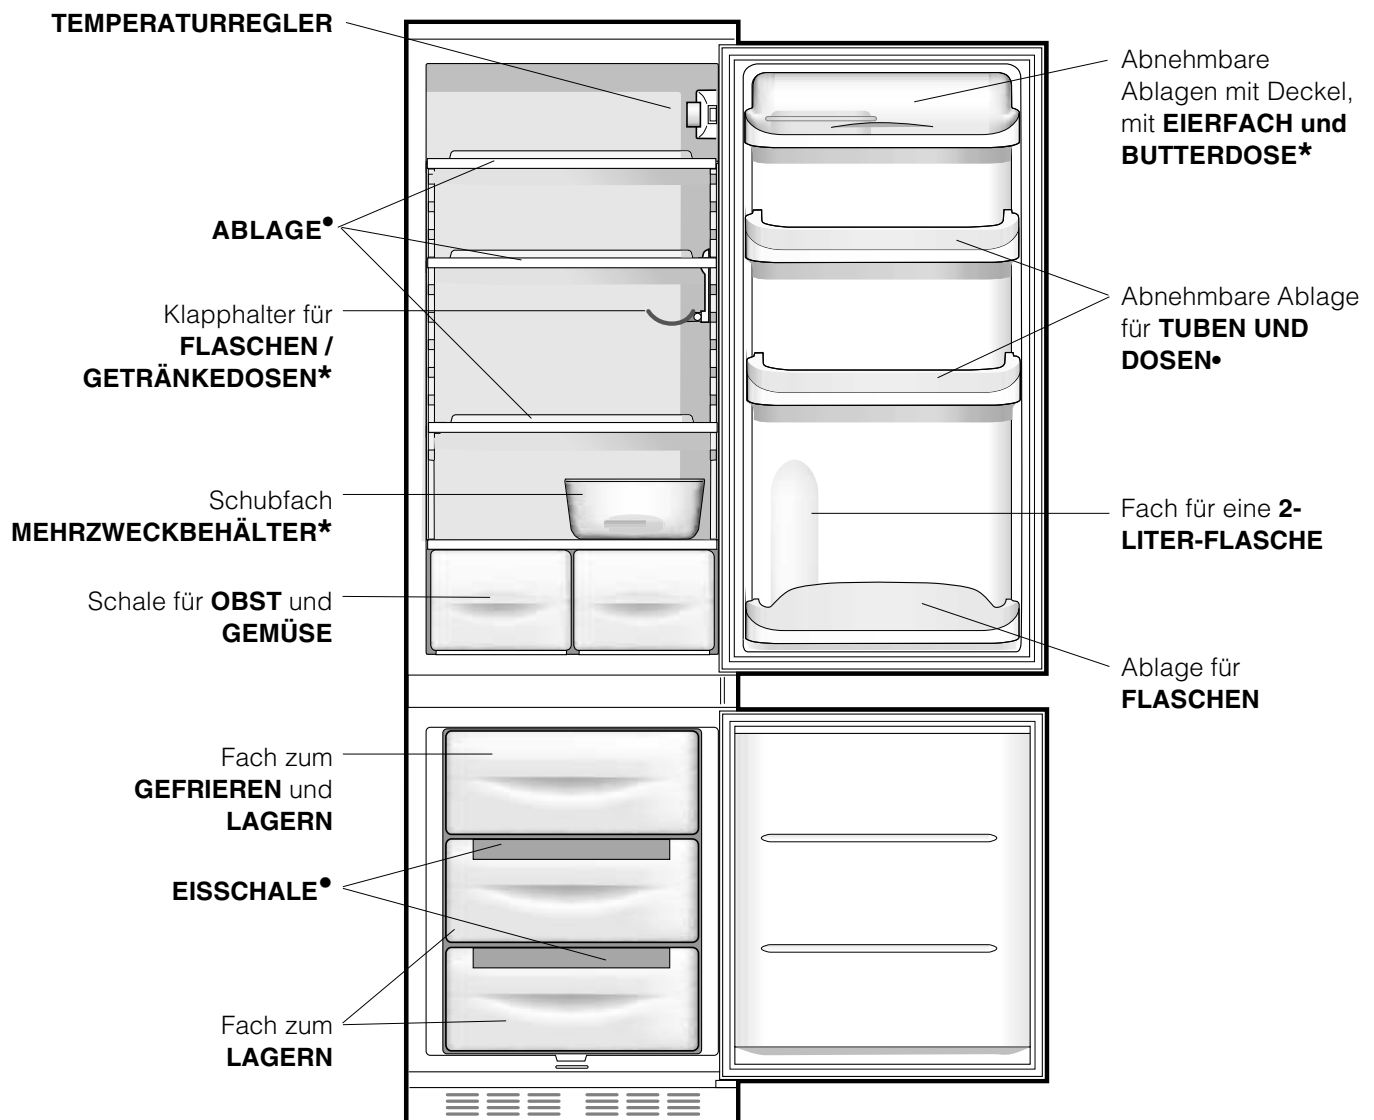 TEMPERATURREGLER
ABLAGE•
Klapphalter für
FLASCHEN /
GETRÄNKEDOSEN*
Schubfach
MEHRZWECKBEHÄLTER*
Schale für OBST und
GEMÜSE
Fach zum
GEFRIEREN und
LAGERN
EISSCHALE•
Fach zum
LAGERN
Abnehmbare
Ablagen mit Deckel,
mit EIERFACH und
BUTTERDOSE*
Abnehmbare Ablage
für TUBEN UND
DOSEN•
Fach für eine 2-
LITER-FLASCHE
Ablage für
FLASCHEN